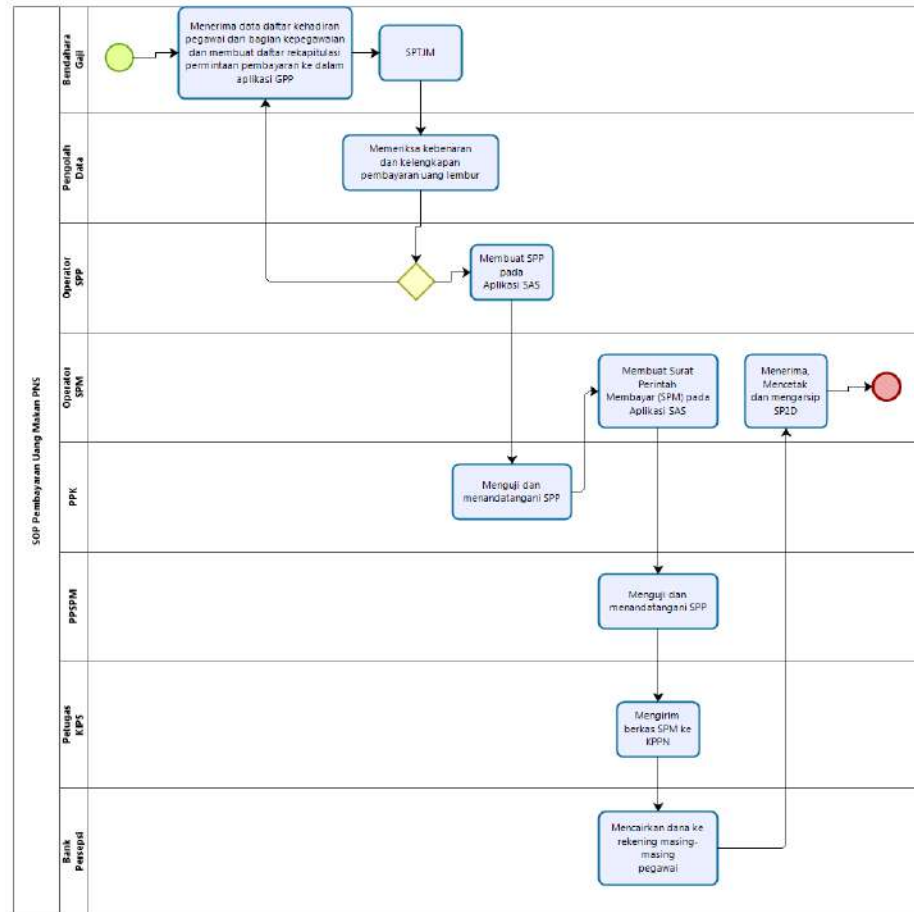 SOP Pembayaran Uang Makan PNS
Bendahara
Gaji
Menerima data daftar kehadiran
pegawai dari bagian kepegawaian
dan membuat daftar rekapitulasi
permintaan pembayaran ke dalam
aplikasi GPP
SPTJM
Pengolah
Data
Memeriksa kebenaran
dan kelengkapan
pembayaran uang lembur
Operator
SPP
Membuat SPP
pada
Aplikasi SAS
Operator
SPM
Membuat Surat
Perintah
Membayar (SPM) pada
Aplikasi SAS
Menerima,
Mencetak
dan mengarsip
SP2D
PPK
Menguji dan
menandatangani SPP
PPSPM
Menguji dan
menandatangani SPP
Petugas
KIPS
Mengirim
berkas SPM ke
KPPN
Bank
Persepsi
Mencairkan dana ke
rekening masing-
masing
pegawai